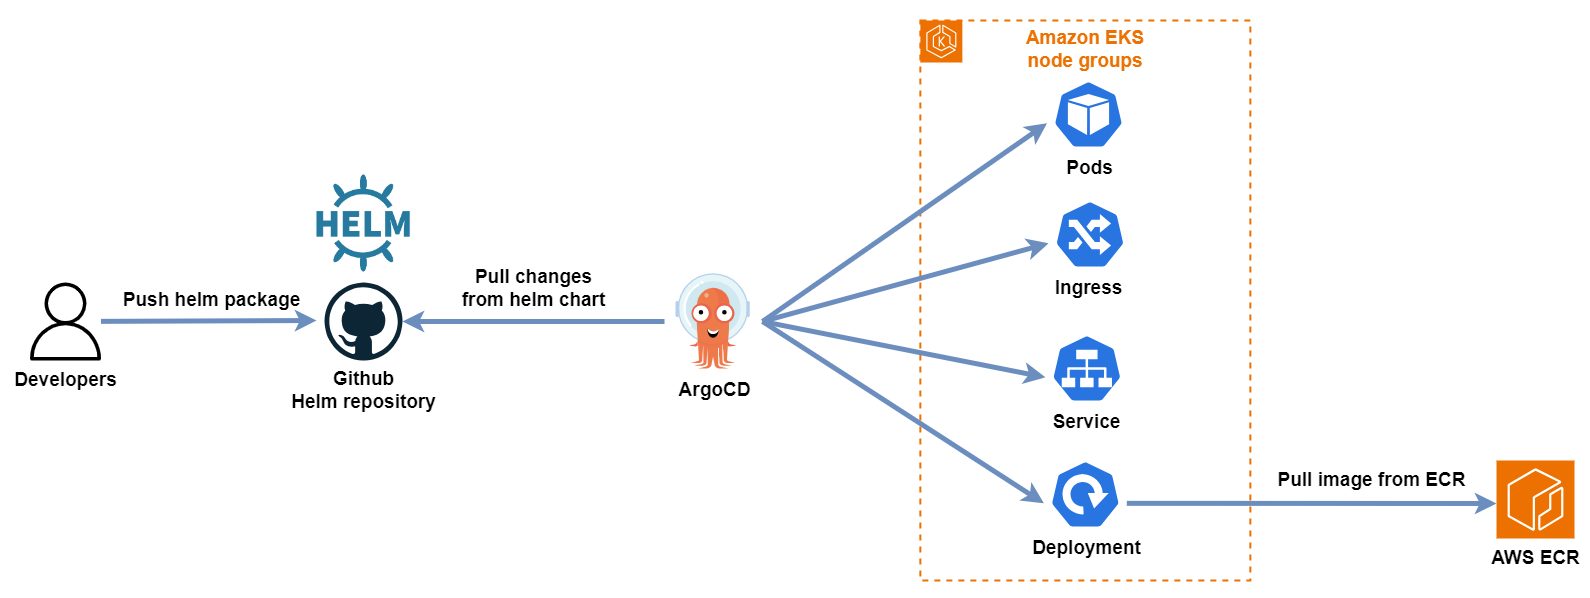 Amazon EKS
node groups
Pods
HELM
Ingress
Push helm package
Pull changes
from helm chart
Developers
Github
Helm repository
ArgoCD
Service
Pull image from ECR
Deployment
AWS ECR
K